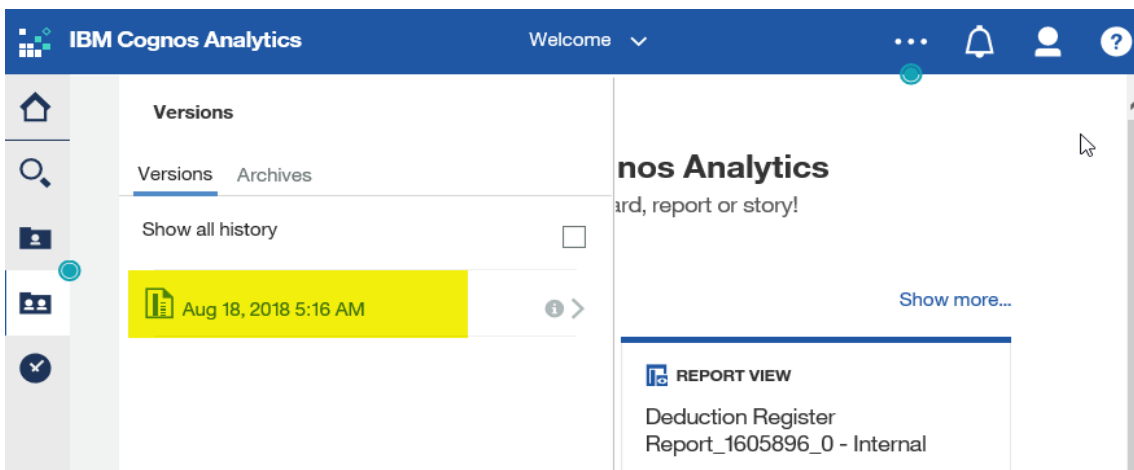 IBM Cognos Analytics
Welcome
?
Versions
Versions Archives
Show all history
Aug 18, 2018 5:16 AM
nos Analytics
ard, report or story!
Show more...
REPORT VIEW
Deduction Register
Report_1605896_0 - Internal